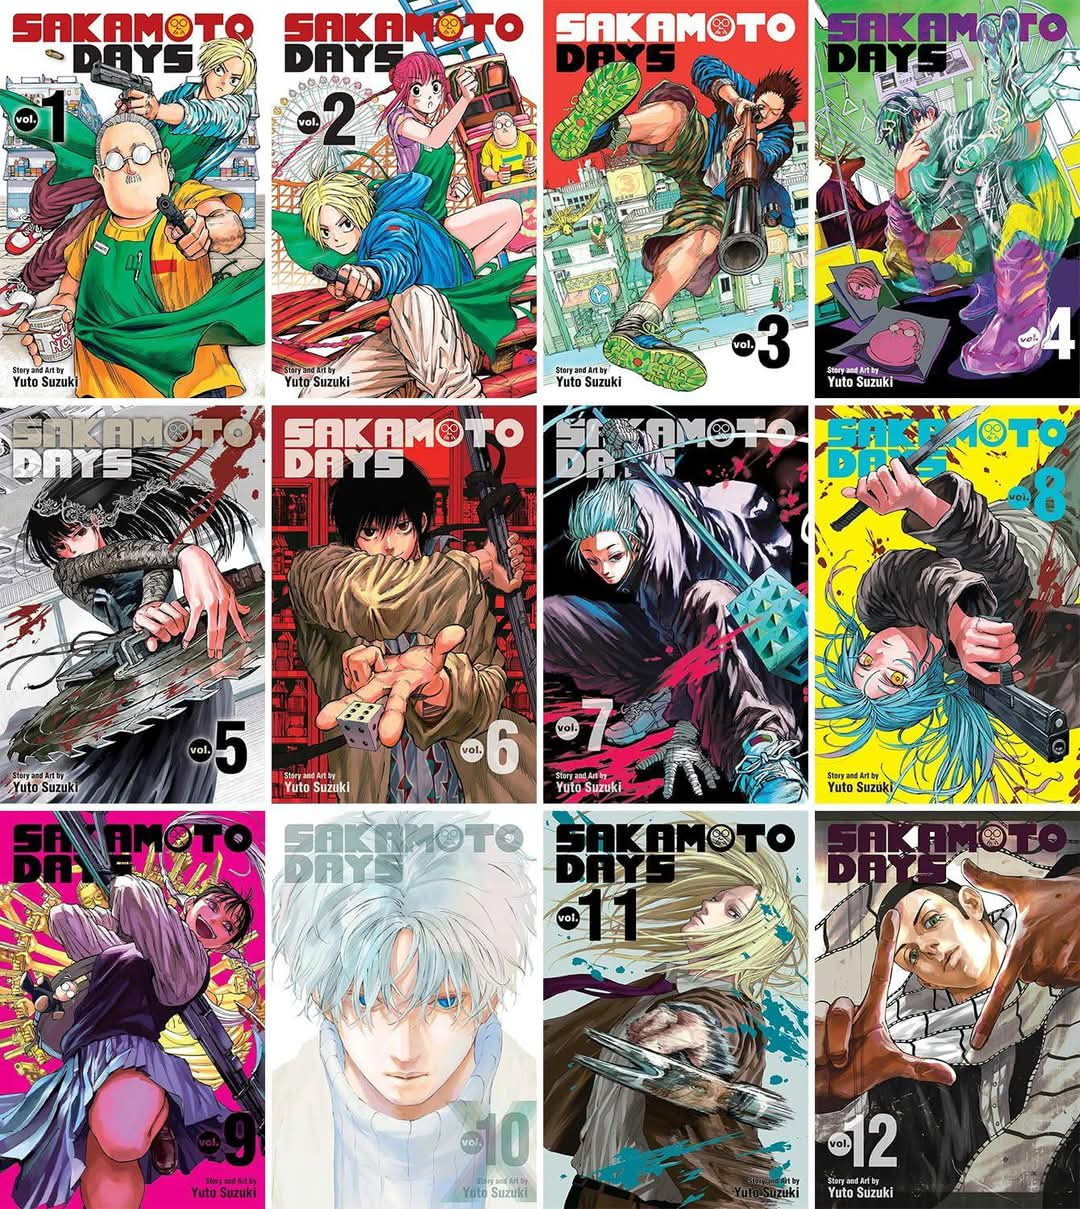 SAKAMOTO
DAYS
vol. 1
Story and Art by
Yuto Suzuki
SAKAMOTO
DAYS
vol. 2
Story and Art by
Yuto Suzuki
SAKAMOTO
DAYS
vol. 3
Story and Art by
Yuto Suzuki
SAKAMOTO
DAYS
vol. 4
Story and Art by
Yuto Suzuki
SAKAMOTO
DAYS
vol. 5
Story and Art by
Yuto Suzuki
SAKAMOTO
DAYS
vol. 6
Story and Art by
Yuto Suzuki
SAKAMOTO
DAYS
vol. 7
Story and Art by
Yuto Suzuki
SAKAMOTO
DAYS
vol. 8
Story and Art by
Yuto Suzuki
SAKAMOTO
DAYS
vol. 9
Story and Art by
Yuto Suzuki
SAKAMOTO
DAYS
vol. 10
Story and Art by
Yuto Suzuki
SAKAMOTO
DAYS
vol. 11
Story and Art by
Yuto Suzuki
SAKAMOTO
DAYS
vol. 12
Story and Art by
Yuto Suzuki